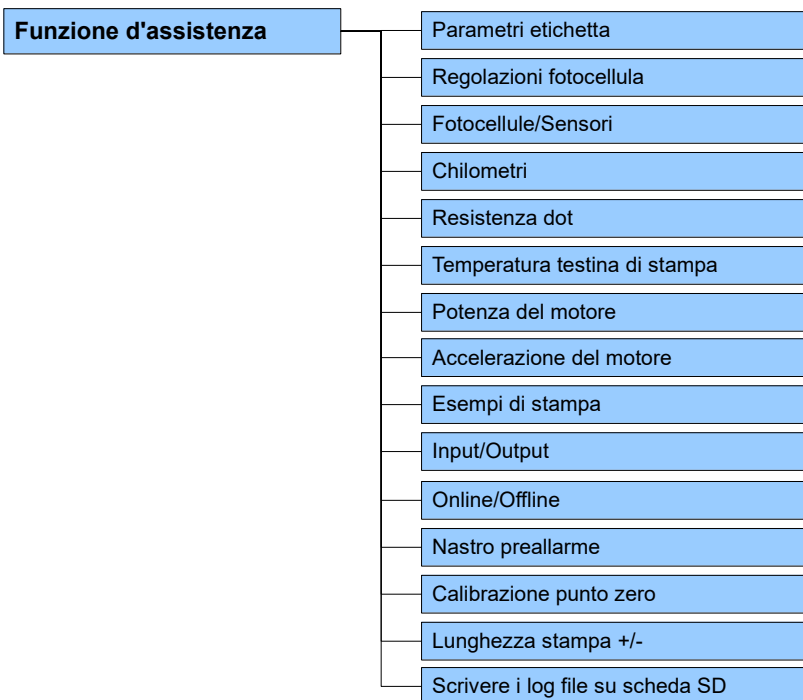 Funzione d'assistenza
Parametri etichetta
Regolazioni fotocellula
Fotocellule/Sensori
Chilometri
Resistenza dot
Temperatura testina di stampa
Potenza del motore
Accelerazione del motore
Esempi di stampa
Input/Output
Online/Offline
Nastro preallarme
Calibrazione punto zero
Lunghezza stampa +/-
Scrivere i log file su scheda SD